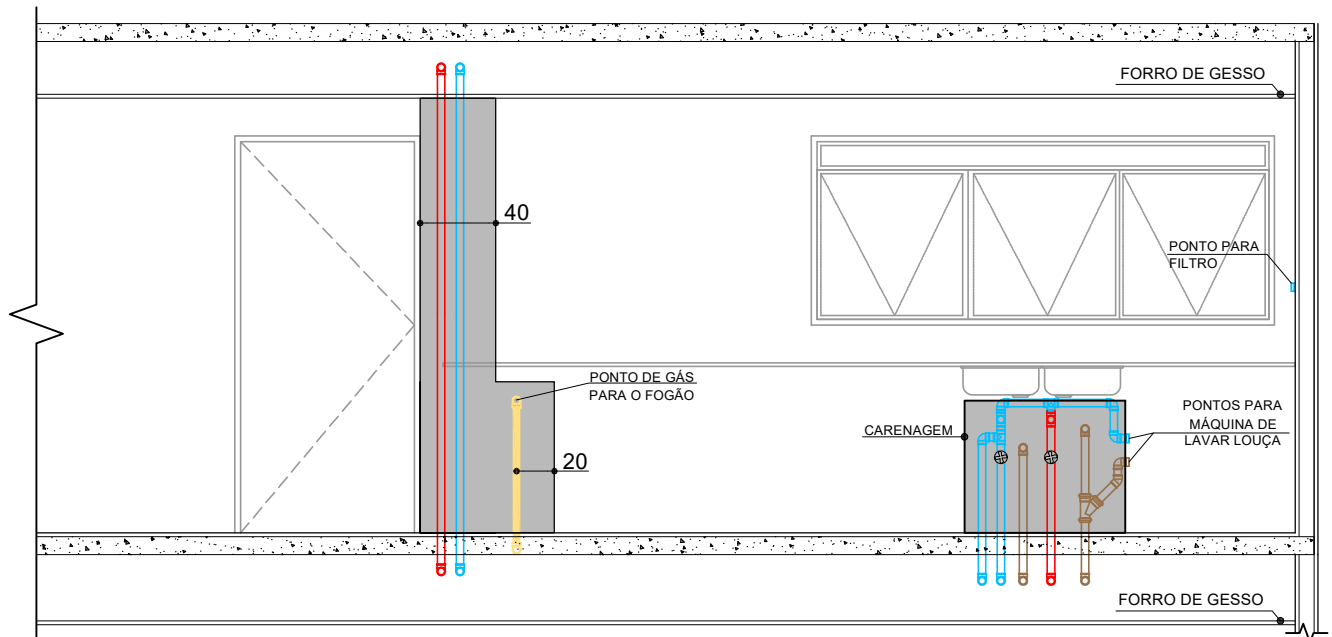 FORRO DE GESSO
40
PONTO PARA
FILTRO
PONTO DE GÁS
PARA O FOGÃO
CARENAGEM
PONTOS PARA
MÁQUINA DE
LAVAR LOUÇA
20
FORRO DE GESSO